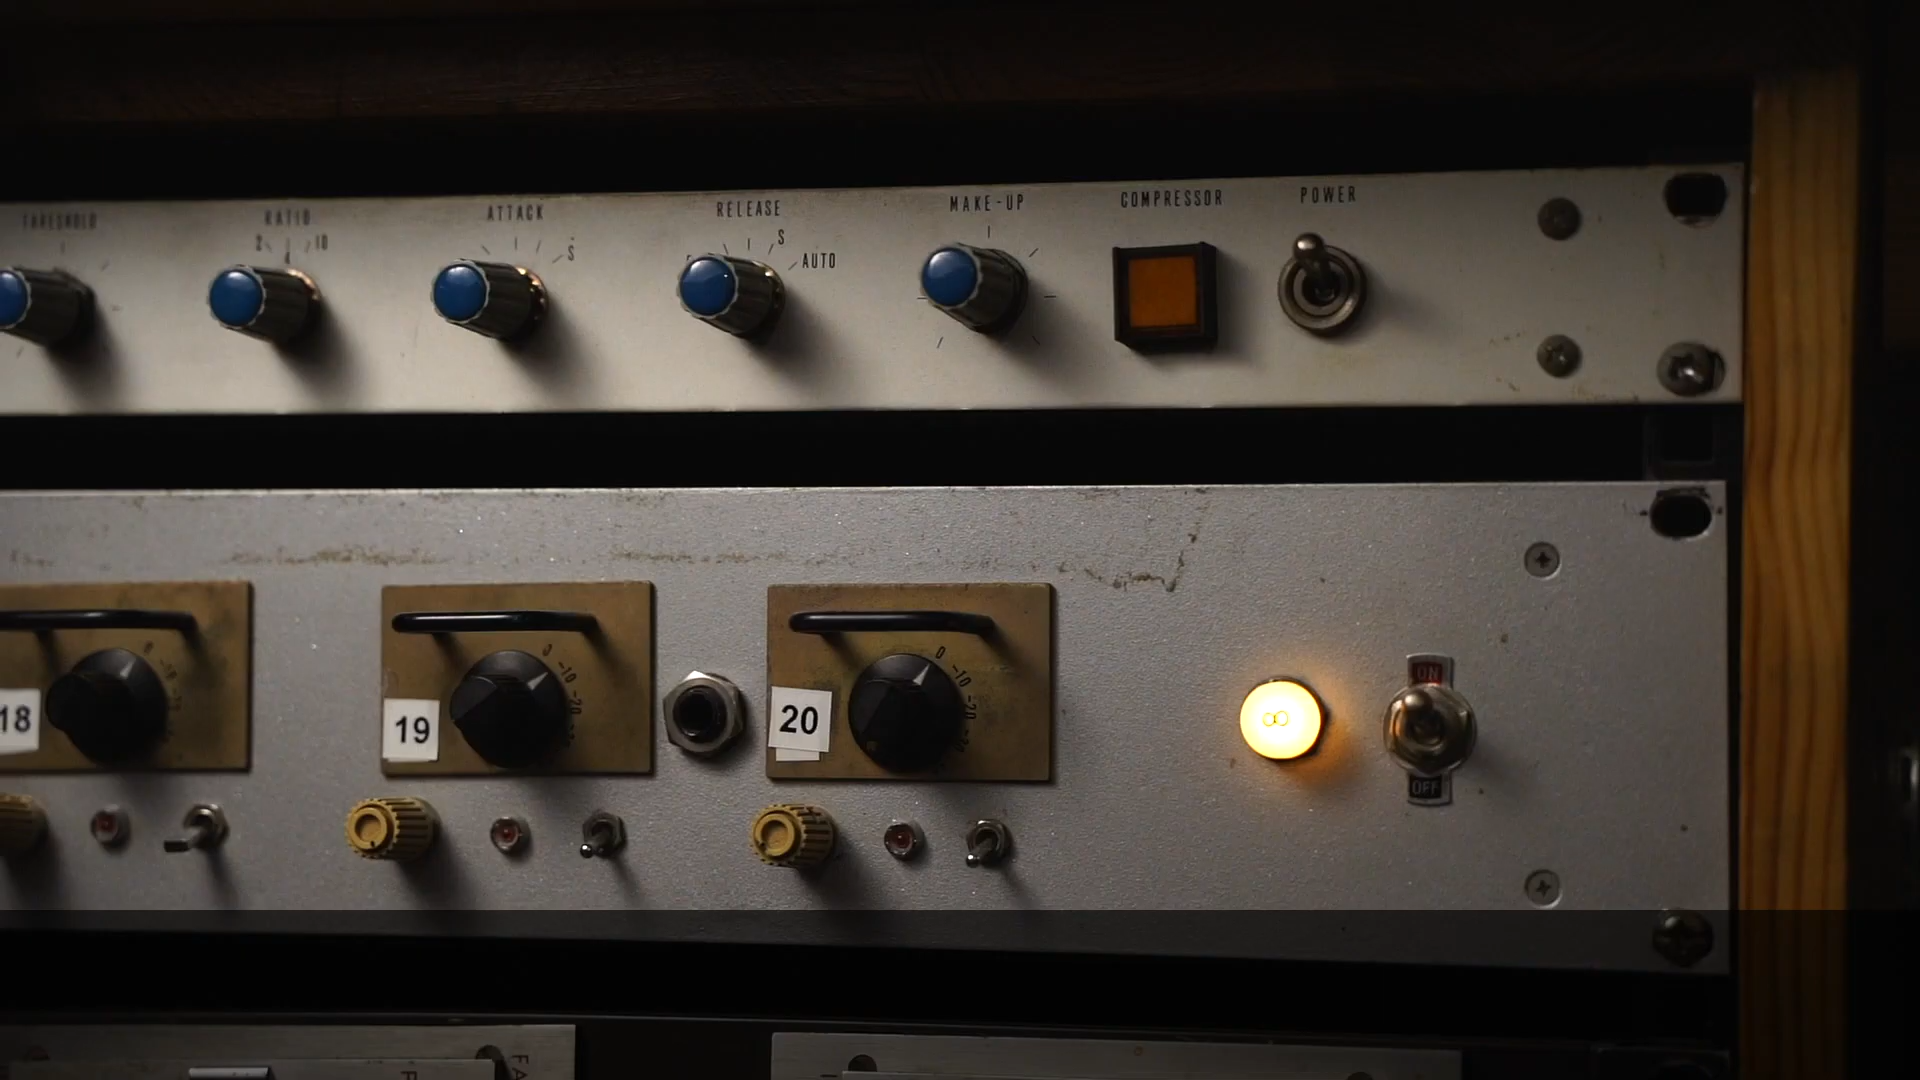 THRESHOLD
RATIO
2 4 10
ATTACK
S
RELEASE
S
AUTO
MAKE-UP
COMPRESSOR
POWER
18
19
0 -10 -20
20
0 -10 -20
ON
OFF